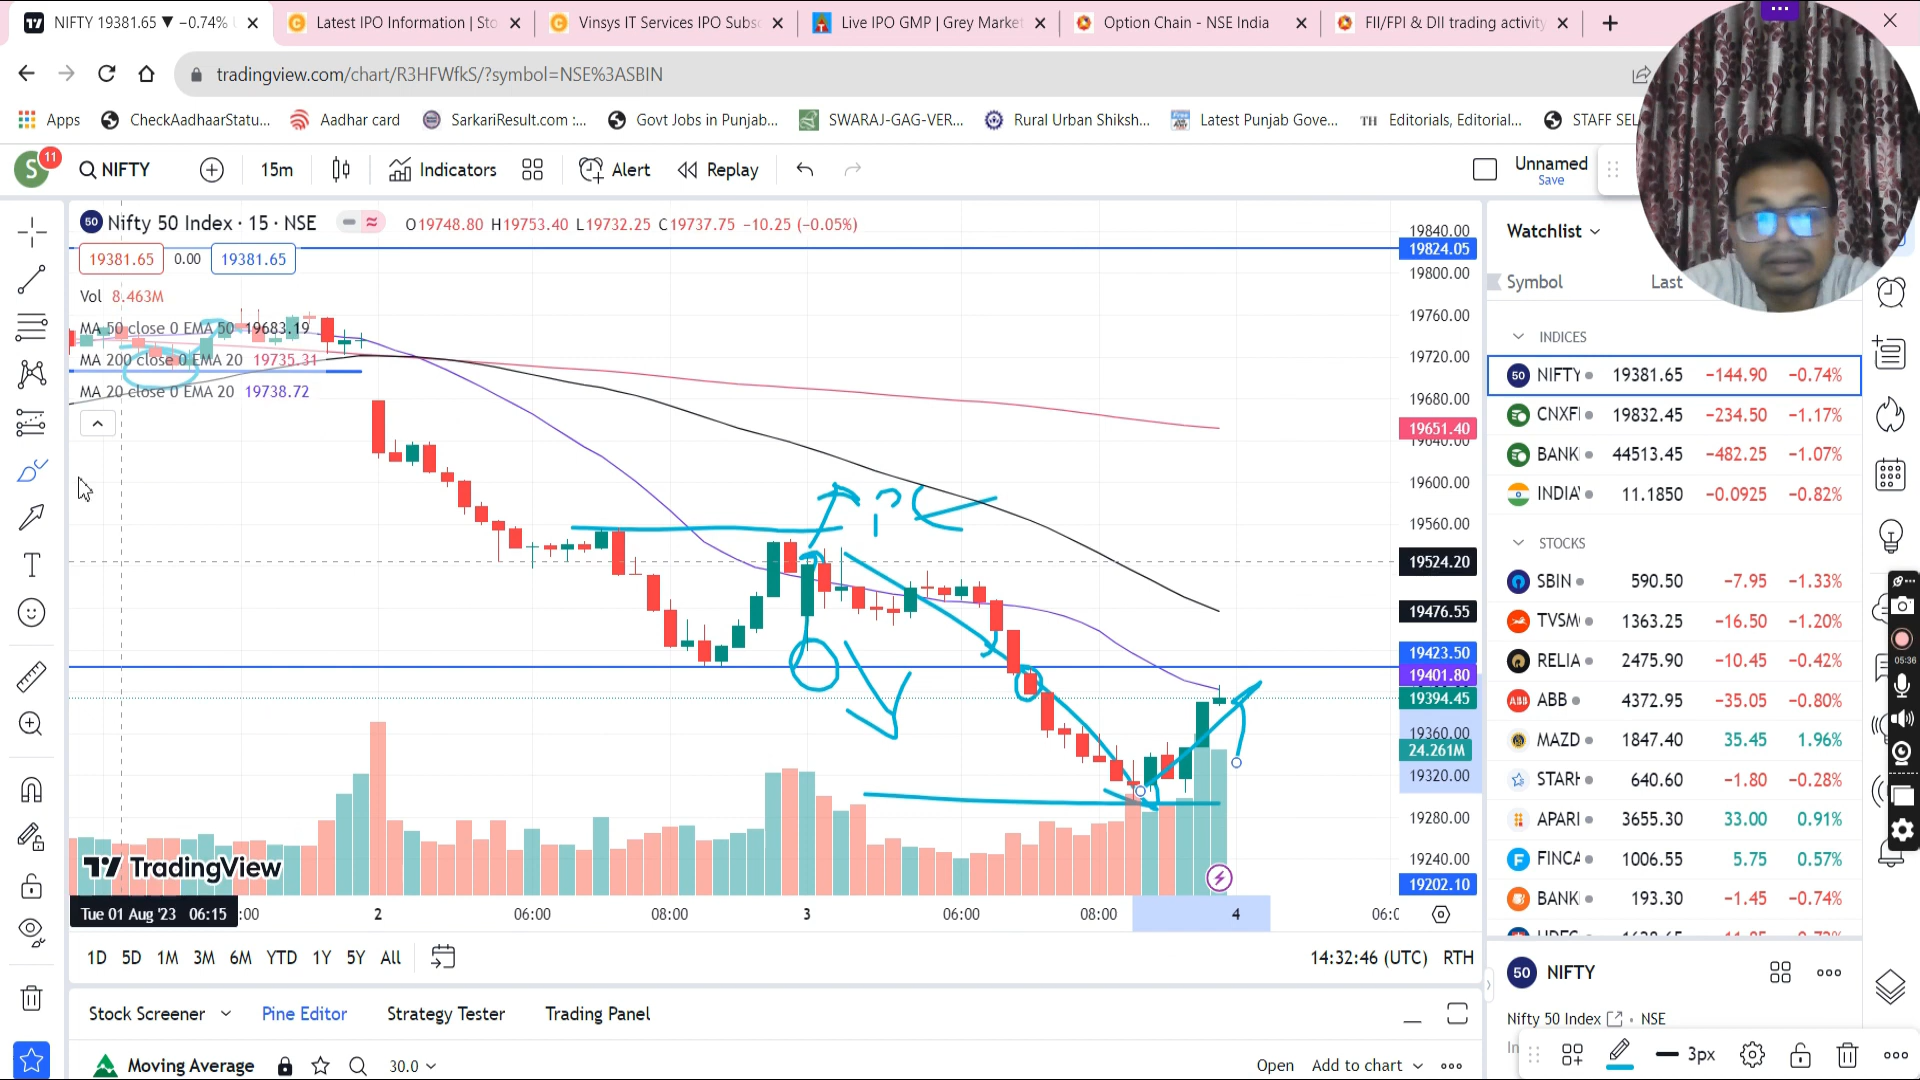 NIFTY 19381.65 ▼ −0.74%
Latest IPO Information | Sto
Vinsys IT Services IPO Subsc
Live IPO GMP | Grey Market
Option Chain - NSE India
FII/FPI & DII trading activity
tradingview.com/chart/R3HFWfkS/?symbol=NSE%3ASBIN
Apps
CheckAadhaarStatu...
Aadhar card
SarkariResult.com :...
Govt Jobs in Punjab...
SWARAJ-GAG-VER...
Rural Urban Shiksh...
Latest Punjab Gove...
TH Editorials, Editorial...
STAFF SEL
S 11
NIFTY
15m
Indicators
Alert
Replay
Unnamed
Save
50 Nifty 50 Index · 15 · NSE
O19748.80 H19753.40 L19732.25 C19737.75 −10.25 (−0.05%)
19381.65 0.00 19381.65
Vol 8.463M
MA 50 close 0 EMA 50 19683.19
MA 200 close 0 EMA 20 19735.31
MA 20 close 0 EMA 20 19738.72
19840.00
19824.05
19800.00
19760.00
19720.00
19680.00
19651.40
19640.00
19600.00
19560.00
19524.20
19476.55
19423.50
19401.80
19394.45
19360.00
24.261M
19320.00
19280.00
19240.00
19202.10
TradingView
Tue 01 Aug '23 06:15
:00
2
06:00
08:00
3
06:00
08:00
4
06:0
1D 5D 1M 3M 6M YTD 1Y 5Y All
14:32:46 (UTC) RTH
Stock Screener
Pine Editor
Strategy Tester
Trading Panel
Moving Average
30.0
Open
Add to chart
Watchlist
Symbol Last
INDICES
50 NIFTY 19381.65 −144.90 −0.74%
CNXFI 19832.45 −234.50 −1.17%
BANK 44513.45 −482.25 −1.07%
INDIA 11.1850 −0.0925 −0.82%
STOCKS
SBIN 590.50 −7.95 −1.33%
TVSM 1363.25 −16.50 −1.20%
RELIA 2475.90 −10.45 −0.42%
ABB ABB 4372.95 −35.05 −0.80%
MAZD 1847.40 35.45 1.96%
STARH 640.60 −1.80 −0.28%
APARI 3655.30 33.00 0.91%
FINCA 1006.55 5.75 0.57%
BANK 193.30 −1.45 −0.74%
50 NIFTY
Nifty 50 Index · NSE
3px
05:36